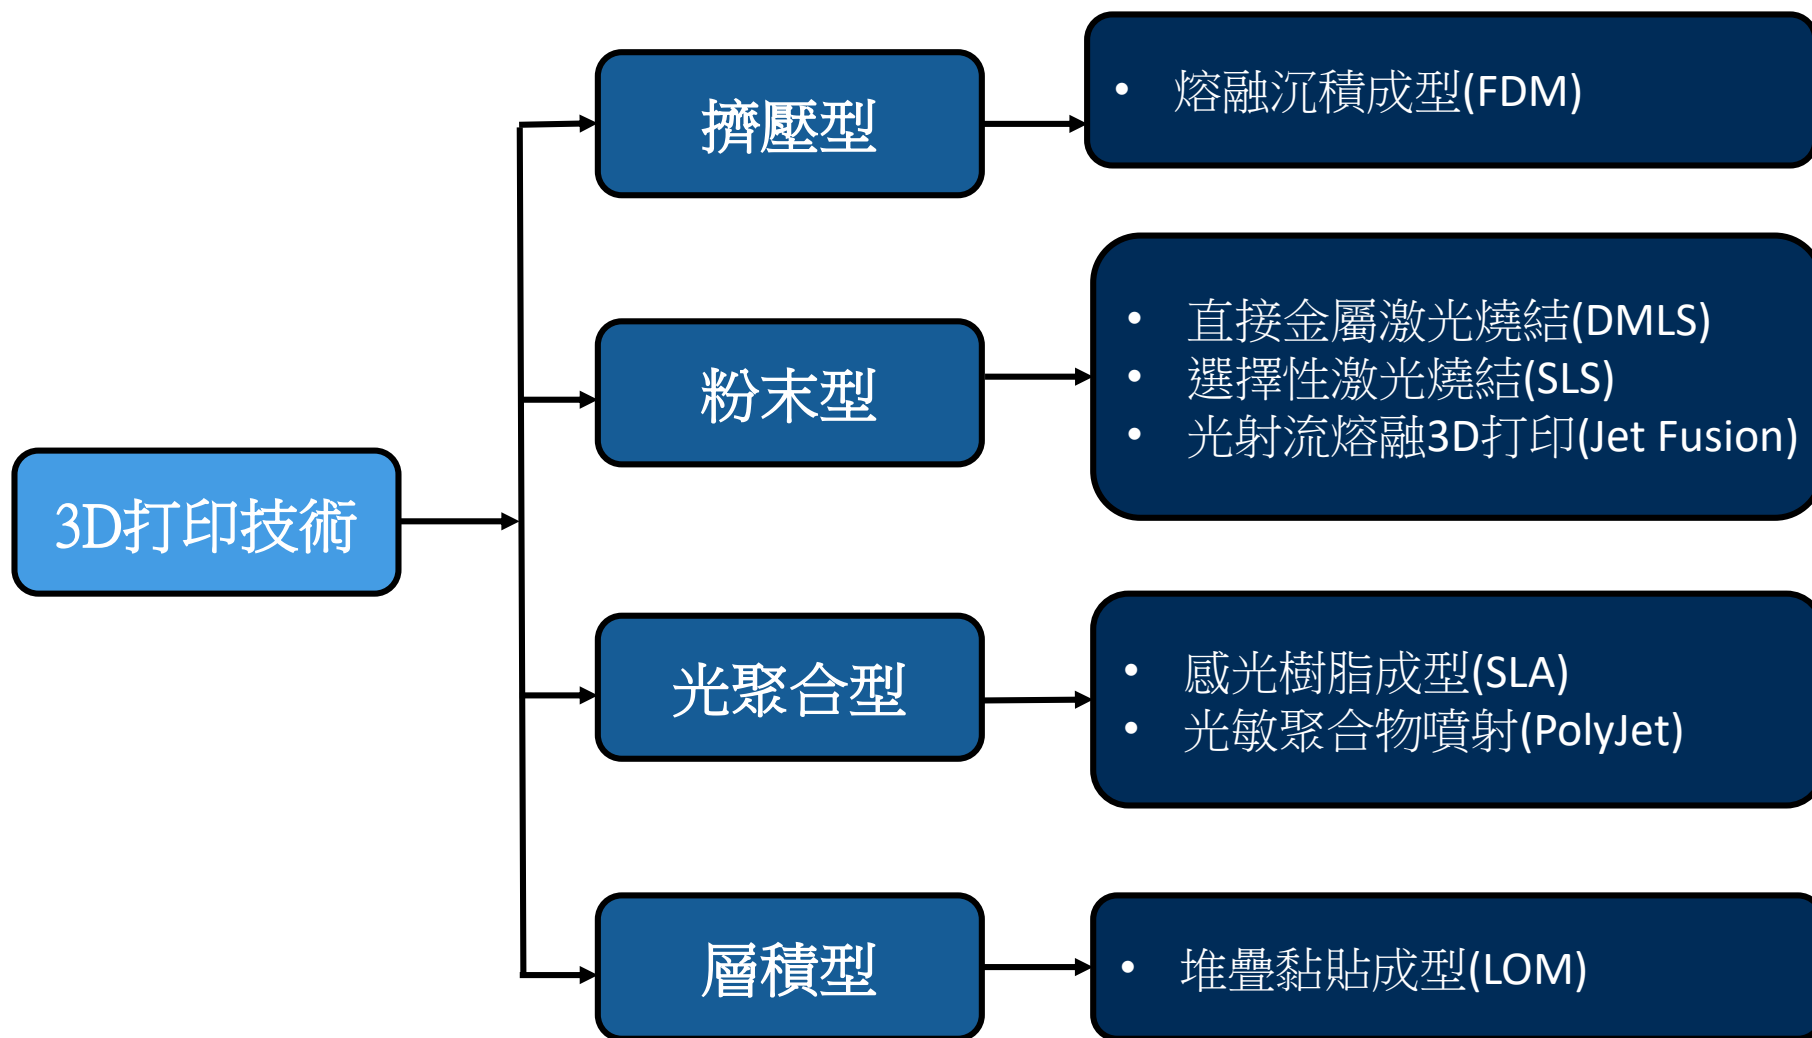 3D打印技術
擠壓型
• 熔融沉積成型(FDM)
粉末型
• 直接金屬激光燒結(DMLS)
• 選擇性激光燒結(SLS)
• 光射流熔融3D打印(Jet Fusion)
光聚合型
• 感光樹脂成型(SLA)
• 光敏聚合物噴射(PolyJet)
層積型
• 堆疊黏貼成型(LOM)